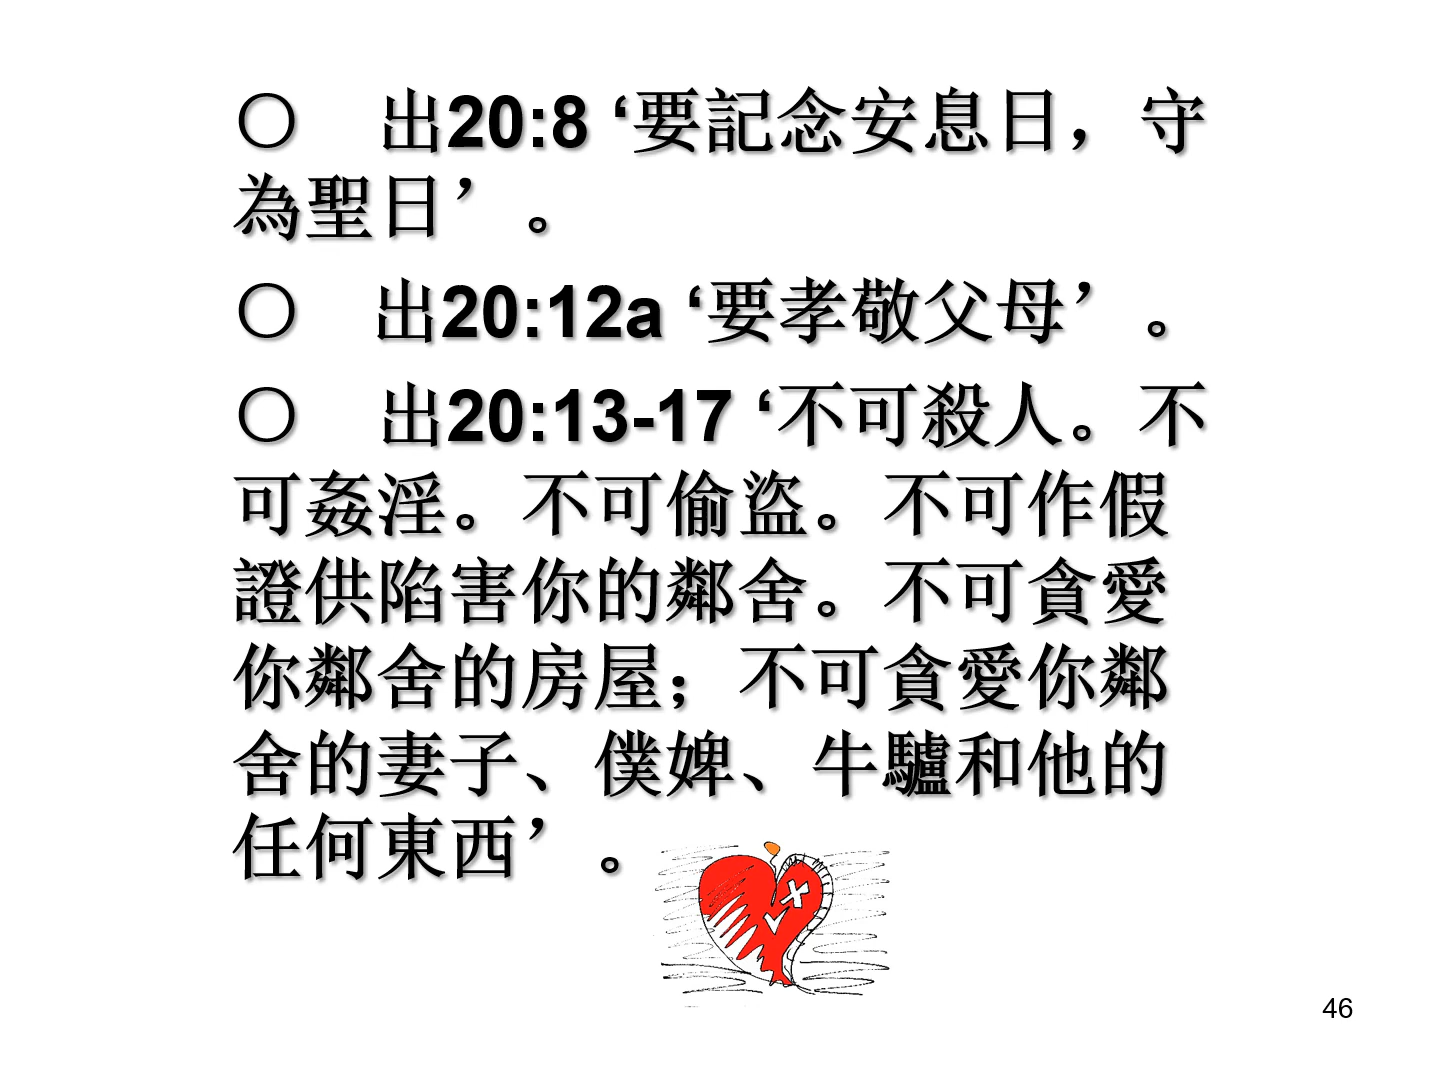 ○ 出20:8 ‘要記念安息日，守
為聖日’。
○ 出20:12a ‘要孝敬父母’。
○ 出20:13-17 ‘不可殺人。不
可姦淫。不可偷盜。不可作假
證供陷害你的鄰舍。不可貪愛
你鄰舍的房屋；不可貪愛你鄰
舍的妻子、僕婢、牛驢和他的
任何東西’。
46